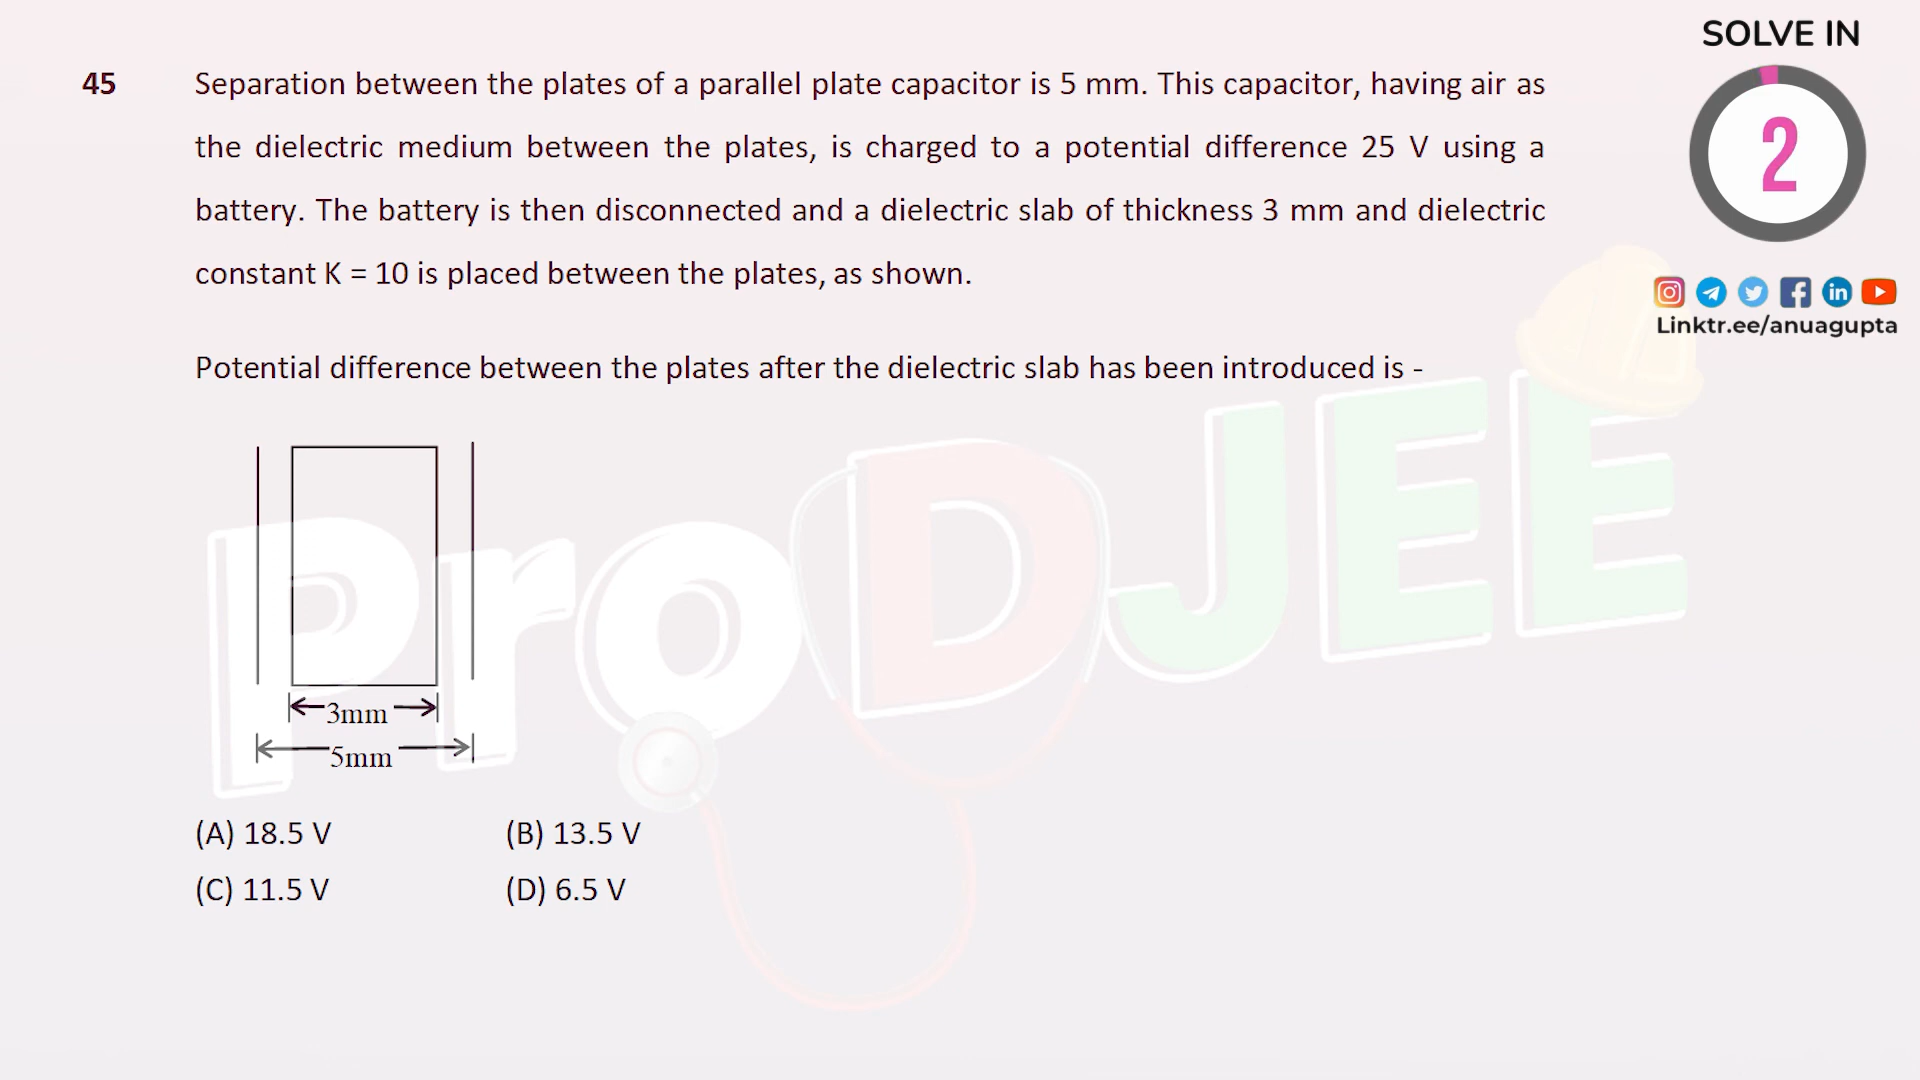 SOLVE IN
2
Linktr.ee/anuagupta
45 Separation between the plates of a parallel plate capacitor is 5 mm. This capacitor, having air as
the dielectric medium between the plates, is charged to a potential difference 25 V using a
battery. The battery is then disconnected and a dielectric slab of thickness 3 mm and dielectric
constant K = 10 is placed between the plates, as shown.
Potential difference between the plates after the dielectric slab has been introduced is -
ProDJEE
3mm
5mm
(A) 18.5 V (B) 13.5 V
(C) 11.5 V (D) 6.5 V